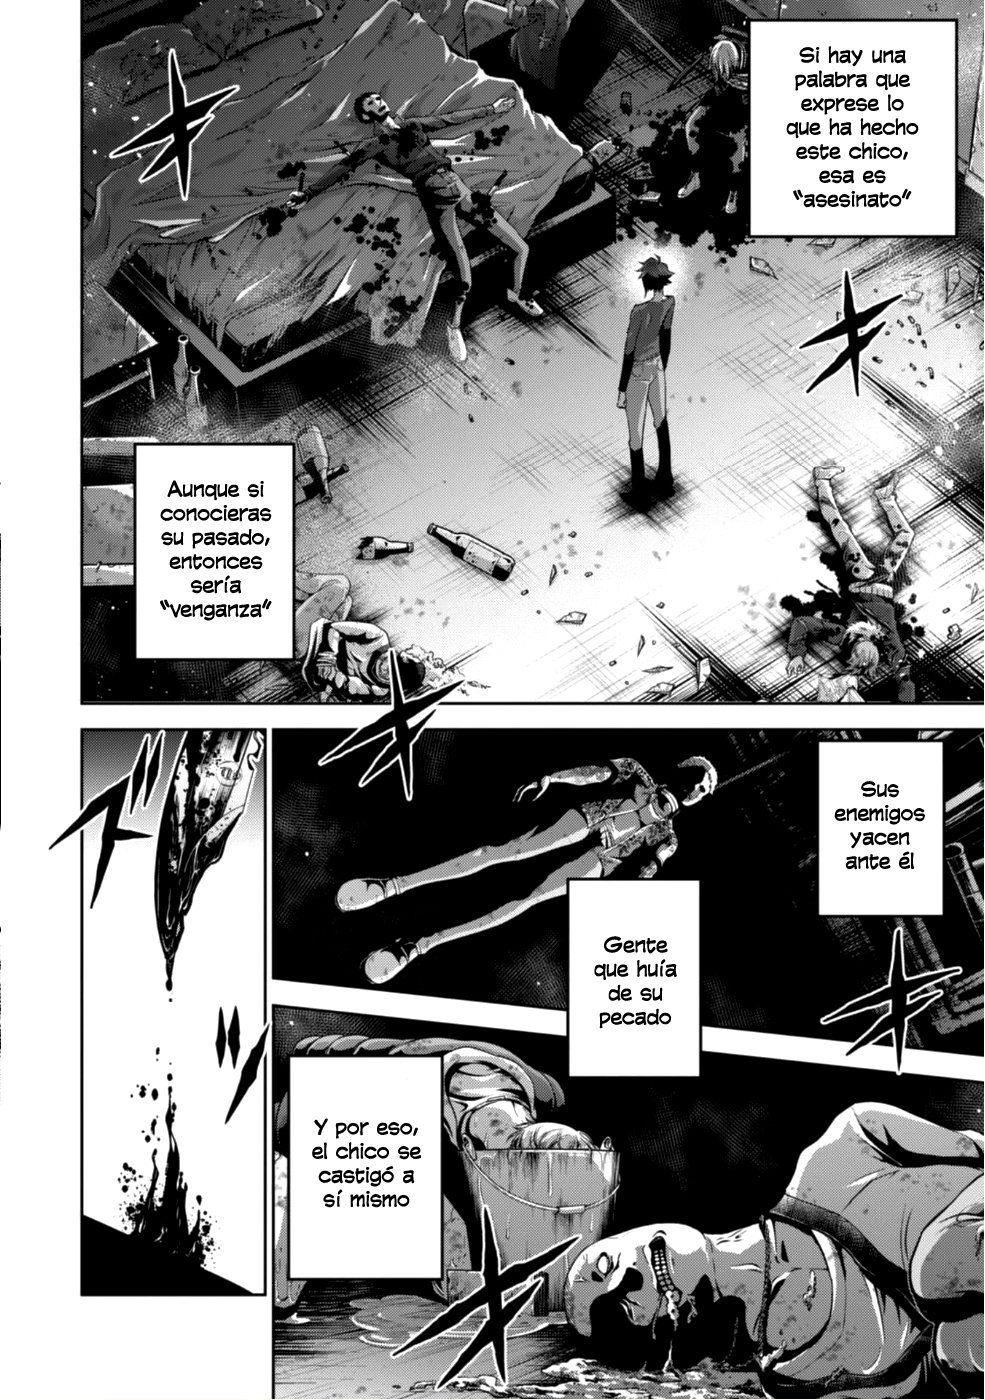 Si hay una
palabra que
exprese lo
que ha hecho
este chico,
esa es
"asesinato"
Aunque si
conocieras
su pasado,
entonces
sería
"venganza"
Sus
enemigos
yacen
ante él
Gente
que huía
de su
pecado
Y por eso,
el chico se
castigó a
sí mismo